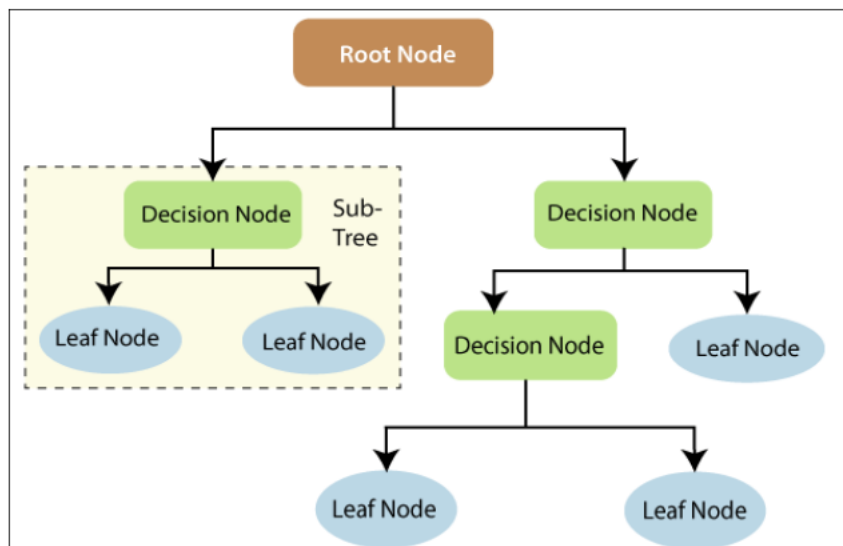 Root Node
Decision Node
Sub-
Tree
Decision Node
Leaf Node
Leaf Node
Decision Node
Leaf Node
Leaf Node
Leaf Node